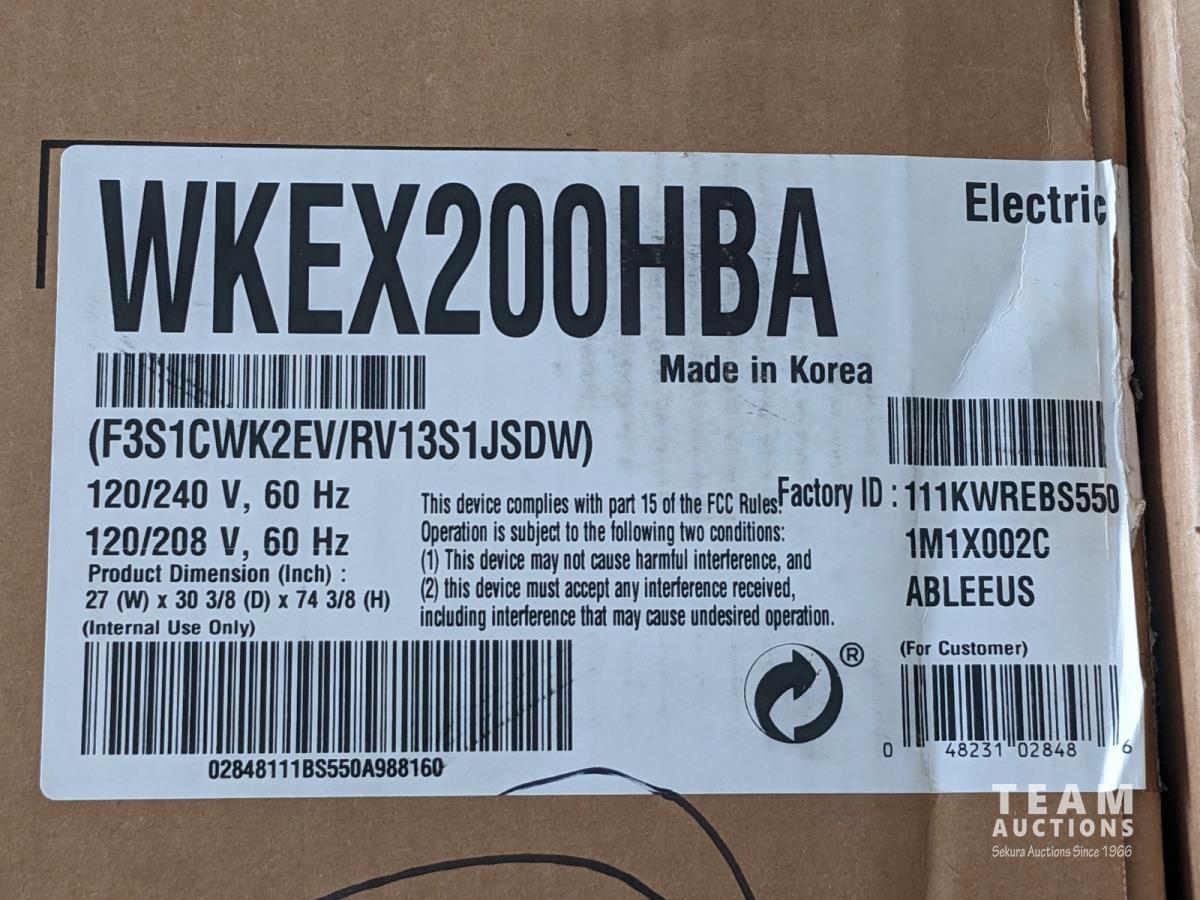 WKEX200HBA
Electric
Made in Korea
(F3S1CWK2EV/RV13S1JSDW)
120/240 V, 60 Hz
120/208 V, 60 Hz
Product Dimension (Inch) :
27 (W) x 30 3/8 (D) x 74 3/8 (H)
(Internal Use Only)
02848111BS550A988160
This device complies with part 15 of the FCC Rules.
Operation is subject to the following two conditions:
(1) This device may not cause harmful interference, and
(2) this device must accept any interference received,
including interference that may cause undesired operation.
®
Factory ID : 111KWREBS550
1M1X002C
ABLEEUS
(For Customer)
0 48231 02848 6
TEAM
AUCTIONS
Sekura Auctions Since 1966